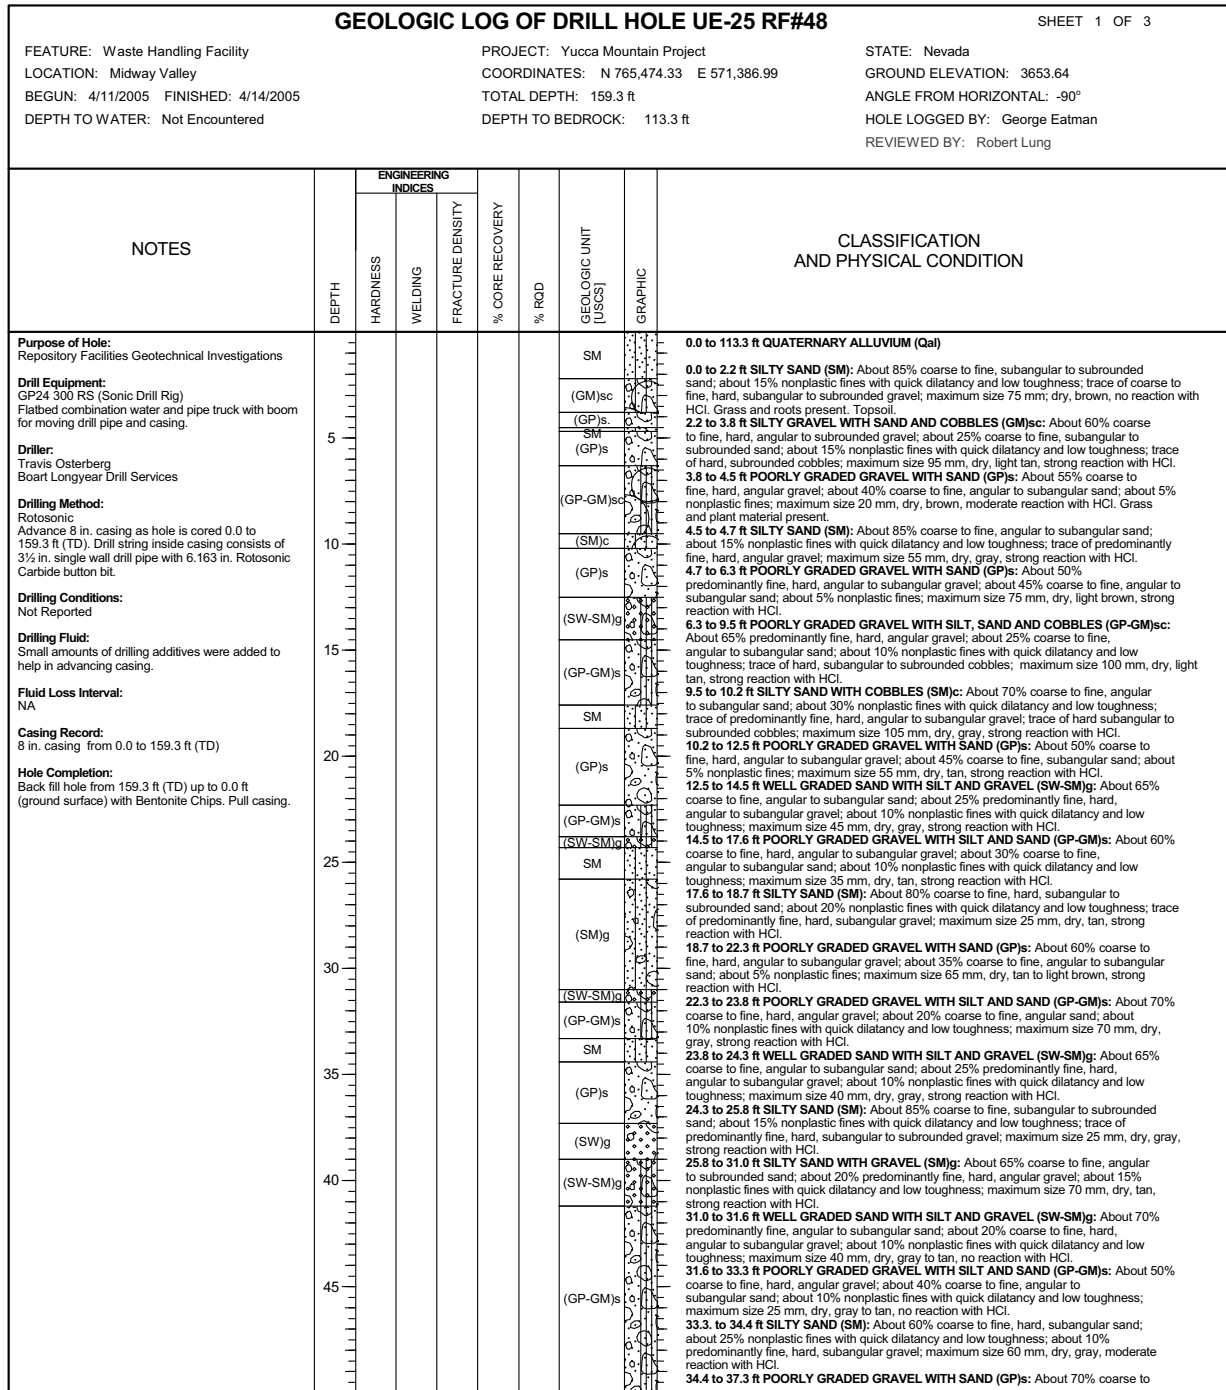 GEOLOGIC LOG OF DRILL HOLE UE-25 RF#48
SHEET 1 OF 3
FEATURE: Waste Handling Facility
LOCATION: Midway Valley
BEGUN: 4/11/2005 FINISHED: 4/14/2005
DEPTH TO WATER: Not Encountered
PROJECT: Yucca Mountain Project
COORDINATES: N 765,474.33 E 571,386.99
TOTAL DEPTH: 159.3 ft
DEPTH TO BEDROCK: 113.3 ft
STATE: Nevada
GROUND ELEVATION: 3653.64
ANGLE FROM HORIZONTAL: -90°
HOLE LOGGED BY: George Eatman
REVIEWED BY: Robert Lung
NOTES
DEPTH
ENGINEERING
INDICES
HARDNESS
WELDING
FRACTURE DENSITY
% CORE RECOVERY
% RQD
GEOLOGIC UNIT
[USCS]
GRAPHIC
CLASSIFICATION
AND PHYSICAL CONDITION
Purpose of Hole:
Repository Facilities Geotechnical Investigations
Drill Equipment:
GP24 300 RS (Sonic Drill Rig)
Flatbed combination water and pipe truck with boom
for moving drill pipe and casing.
Driller:
Travis Osterberg
Boart Longyear Drill Services
Drilling Method:
Rotosonic
Advance 8 in. casing as hole is cored 0.0 to
159.3 ft (TD). Drill string inside casing consists of
3½ in. single wall drill pipe with 6.163 in. Rotosonic
Carbide button bit.
Drilling Conditions:
Not Reported
Drilling Fluid:
Small amounts of drilling additives were added to
help in advancing casing.
Fluid Loss Interval:
NA
Casing Record:
8 in. casing from 0.0 to 159.3 ft (TD)
Hole Completion:
Back fill hole from 159.3 ft (TD) up to 0.0 ft
(ground surface) with Bentonite Chips. Pull casing.
5
10
15
20
25
30
35
40
45
SM
(GM)sc
(GP)s.
SM
(GP)s
(GP-GM)sc
(SM)c
(GP)s
(SW-SM)g
(GP-GM)s
SM
(GP)s
(GP-GM)s
(SW-SM)g
SM
(SM)g
(SW-SM)g
(GP-GM)s
SM
(GP)s
(SW)g
(SW-SM)g
(GP-GM)s
0.0 to 113.3 ft QUATERNARY ALLUVIUM (Qal)
0.0 to 2.2 ft SILTY SAND (SM): About 85% coarse to fine, subangular to subrounded
sand; about 15% nonplastic fines with quick dilatancy and low toughness; trace of coarse to
fine, hard, subangular to subrounded gravel; maximum size 75 mm; dry, brown, no reaction with
HCl. Grass and roots present. Topsoil.
2.2 to 3.8 ft SILTY GRAVEL WITH SAND AND COBBLES (GM)sc: About 60% coarse
to fine, hard, angular to subrounded gravel; about 25% coarse to fine, subangular to
subrounded sand; about 15% nonplastic fines with quick dilatancy and low toughness; trace
of hard, subrounded cobbles; maximum size 95 mm, dry, light tan, strong reaction with HCl.
3.8 to 4.5 ft POORLY GRADED GRAVEL WITH SAND (GP)s: About 55% coarse to
fine, hard, angular gravel; about 40% coarse to fine, angular to subangular sand; about 5%
nonplastic fines; maximum size 20 mm, dry, brown, moderate reaction with HCl. Grass
and plant material present.
4.5 to 4.7 ft SILTY SAND (SM): About 85% coarse to fine, angular to subangular sand;
about 15% nonplastic fines with quick dilatancy and low toughness; trace of predominantly
fine, hard, angular gravel; maximum size 55 mm, dry, gray, strong reaction with HCl.
4.7 to 6.3 ft POORLY GRADED GRAVEL WITH SAND (GP)s: About 50%
predominantly fine, hard, angular to subangular gravel; about 45% coarse to fine, angular to
subangular sand; about 5% nonplastic fines; maximum size 75 mm, dry, light brown, strong
reaction with HCl.
6.3 to 9.5 ft POORLY GRADED GRAVEL WITH SILT, SAND AND COBBLES (GP-GM)sc:
About 65% predominantly fine, hard, angular gravel; about 25% coarse to fine,
angular to subangular sand; about 10% nonplastic fines with quick dilatancy and low
toughness; trace of hard, subangular to subrounded cobbles; maximum size 100 mm, dry, light
tan, strong reaction with HCl.
9.5 to 10.2 ft SILTY SAND WITH COBBLES (SM)c: About 70% coarse to fine, angular
to subangular sand; about 30% nonplastic fines with quick dilatancy and low toughness;
trace of predominantly fine, hard, angular to subangular gravel; trace of hard subangular to
subrounded cobbles; maximum size 105 mm, dry, gray, strong reaction with HCl.
10.2 to 12.5 ft POORLY GRADED GRAVEL WITH SAND (GP)s: About 50% coarse to
fine, hard, angular to subangular gravel; about 45% coarse to fine, subangular sand; about
5% nonplastic fines; maximum size 55 mm, dry, tan, strong reaction with HCl.
12.5 to 14.5 ft WELL GRADED SAND WITH SILT AND GRAVEL (SW-SM)g: About 65%
coarse to fine, angular to subangular sand; about 25% predominantly fine, hard,
angular to subangular gravel; about 10% nonplastic fines with quick dilatancy and low
toughness; maximum size 45 mm, dry, gray, strong reaction with HCl.
14.5 to 17.6 ft POORLY GRADED GRAVEL WITH SILT AND SAND (GP-GM)s: About 60%
coarse to fine, hard, angular to subangular gravel; about 30% coarse to fine,
angular to subangular sand; about 10% nonplastic fines with quick dilatancy and low
toughness; maximum size 35 mm, dry, tan, strong reaction with HCl.
17.6 to 18.7 ft SILTY SAND (SM): About 80% coarse to fine, hard, subangular to
subrounded sand; about 20% nonplastic fines with quick dilatancy and low toughness; trace
of predominantly fine, hard, subangular gravel; maximum size 25 mm, dry, tan, strong
reaction with HCl.
18.7 to 22.3 ft POORLY GRADED GRAVEL WITH SAND (GP)s: About 60% coarse to
fine, hard, angular to subangular gravel; about 35% coarse to fine, angular to subangular
sand; about 5% nonplastic fines; maximum size 65 mm, dry, tan to light brown, strong
reaction with HCl.
22.3 to 23.8 ft POORLY GRADED GRAVEL WITH SILT AND SAND (GP-GM)s: About 70%
coarse to fine, hard, angular gravel; about 20% coarse to fine, angular sand; about
10% nonplastic fines with quick dilatancy and low toughness; maximum size 70 mm, dry,
gray, strong reaction with HCl.
23.8 to 24.3 ft WELL GRADED SAND WITH SILT AND GRAVEL (SW-SM)g: About 65%
coarse to fine, angular to subangular sand; about 25% predominantly fine, hard,
angular to subangular gravel; about 10% nonplastic fines with quick dilatancy and low
toughness; maximum size 40 mm, dry, gray, strong reaction with HCl.
24.3 to 25.8 ft SILTY SAND (SM): About 85% coarse to fine, subangular to subrounded
sand; about 15% nonplastic fines with quick dilatancy and low toughness; trace of
predominantly fine, hard, subangular to subrounded gravel; maximum size 25 mm, dry, gray,
strong reaction with HCl.
25.8 to 31.0 ft SILTY SAND WITH GRAVEL (SM)g: About 65% coarse to fine, angular
to subrounded sand; about 20% predominantly fine, hard, angular gravel; about 15%
nonplastic fines with quick dilatancy and low toughness; maximum size 70 mm, dry, tan,
strong reaction with HCl.
31.0 to 31.6 ft WELL GRADED SAND WITH SILT AND GRAVEL (SW-SM)g: About 70%
predominantly fine, angular to subangular sand; about 20% coarse to fine, hard,
angular to subangular gravel; about 10% nonplastic fines with quick dilatancy and low
toughness; maximum size 40 mm, dry, gray to tan, no reaction with HCl.
31.6 to 33.3 ft POORLY GRADED GRAVEL WITH SILT AND SAND (GP-GM)s: About 50%
coarse to fine, hard, angular gravel; about 40% coarse to fine, angular to
subangular sand; about 10% nonplastic fines with quick dilatancy and low toughness;
maximum size 25 mm, dry, gray to tan, no reaction with HCl.
33.3. to 34.4 ft SILTY SAND (SM): About 60% coarse to fine, hard, subangular sand;
about 25% nonplastic fines with quick dilatancy and low toughness; about 10%
predominantly fine, hard, subangular gravel; maximum size 60 mm, dry, gray, moderate
reaction with HCl.
34.4 to 37.3 ft POORLY GRADED GRAVEL WITH SAND (GP)s: About 70% coarse to